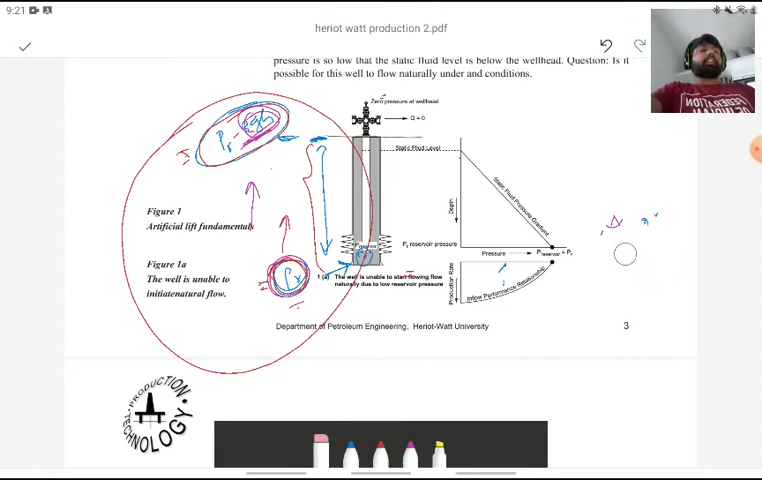 9:21
heriot watt production 2.pdf
pressure is so low that the static fluid level is below the wellhead. Question: Is it
possible for this well to flow naturally under and conditions.
Zero pressure at wellhead
Q = 0
Static Fluid Level
Depth
Static Fluid Pressure Gradient
Figure 1
Artificial lift fundamentals
Pr reservoir pressure
Pressure
Preservoir = Pr
Figure 1a
The well is unable to
initiatenatural flow.
Pr
1 (a) The well is unable to start flowing flow
naturally due to low reservoir pressure
Production Rate
Inflow Performance Relationship
Department of Petroleum Engineering, Heriot-Watt University
3
PRODUCTION
TECHNOLOGY